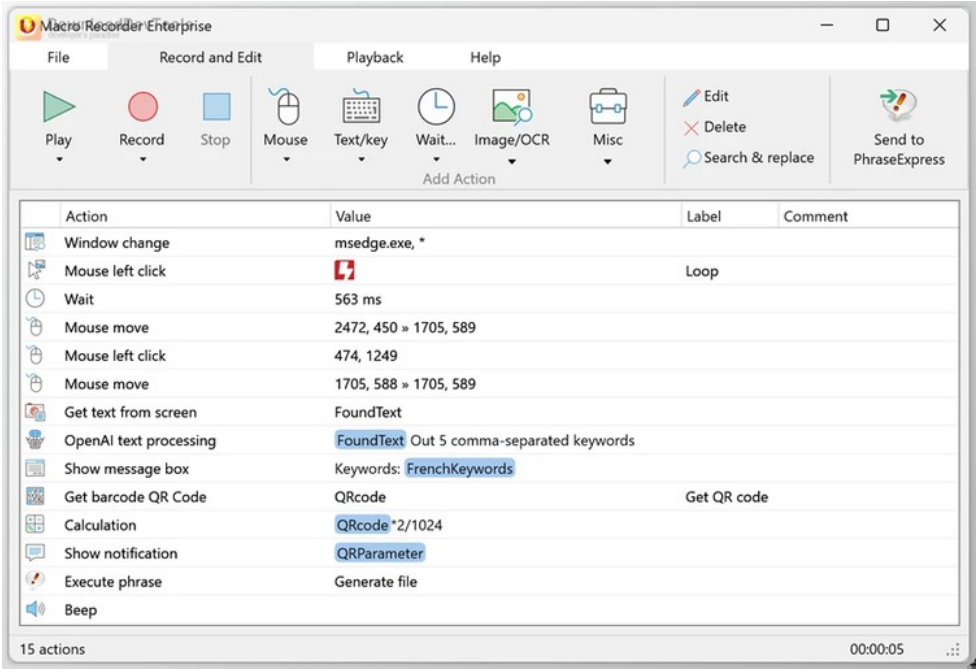 Macro Recorder Enterprise
File Record and Edit Playback Help
Play Record Stop Mouse Text/key Wait... Image/OCR Misc
Add Action
Edit
Delete
Search & replace
Send to
PhraseExpress
Action Value Label Comment
Window change msedge.exe, *
Mouse left click Loop
Wait 563 ms
Mouse move 2472, 450 » 1705, 589
Mouse left click 474, 1249
Mouse move 1705, 588 » 1705, 589
Get text from screen FoundText
OpenAI text processing FoundText Out 5 comma-separated keywords
Show message box Keywords: FrenchKeywords
Get barcode QR Code QRcode Get QR code
Calculation QRcode *2/1024
Show notification QRParameter
Execute phrase Generate file
Beep
15 actions 00:00:05